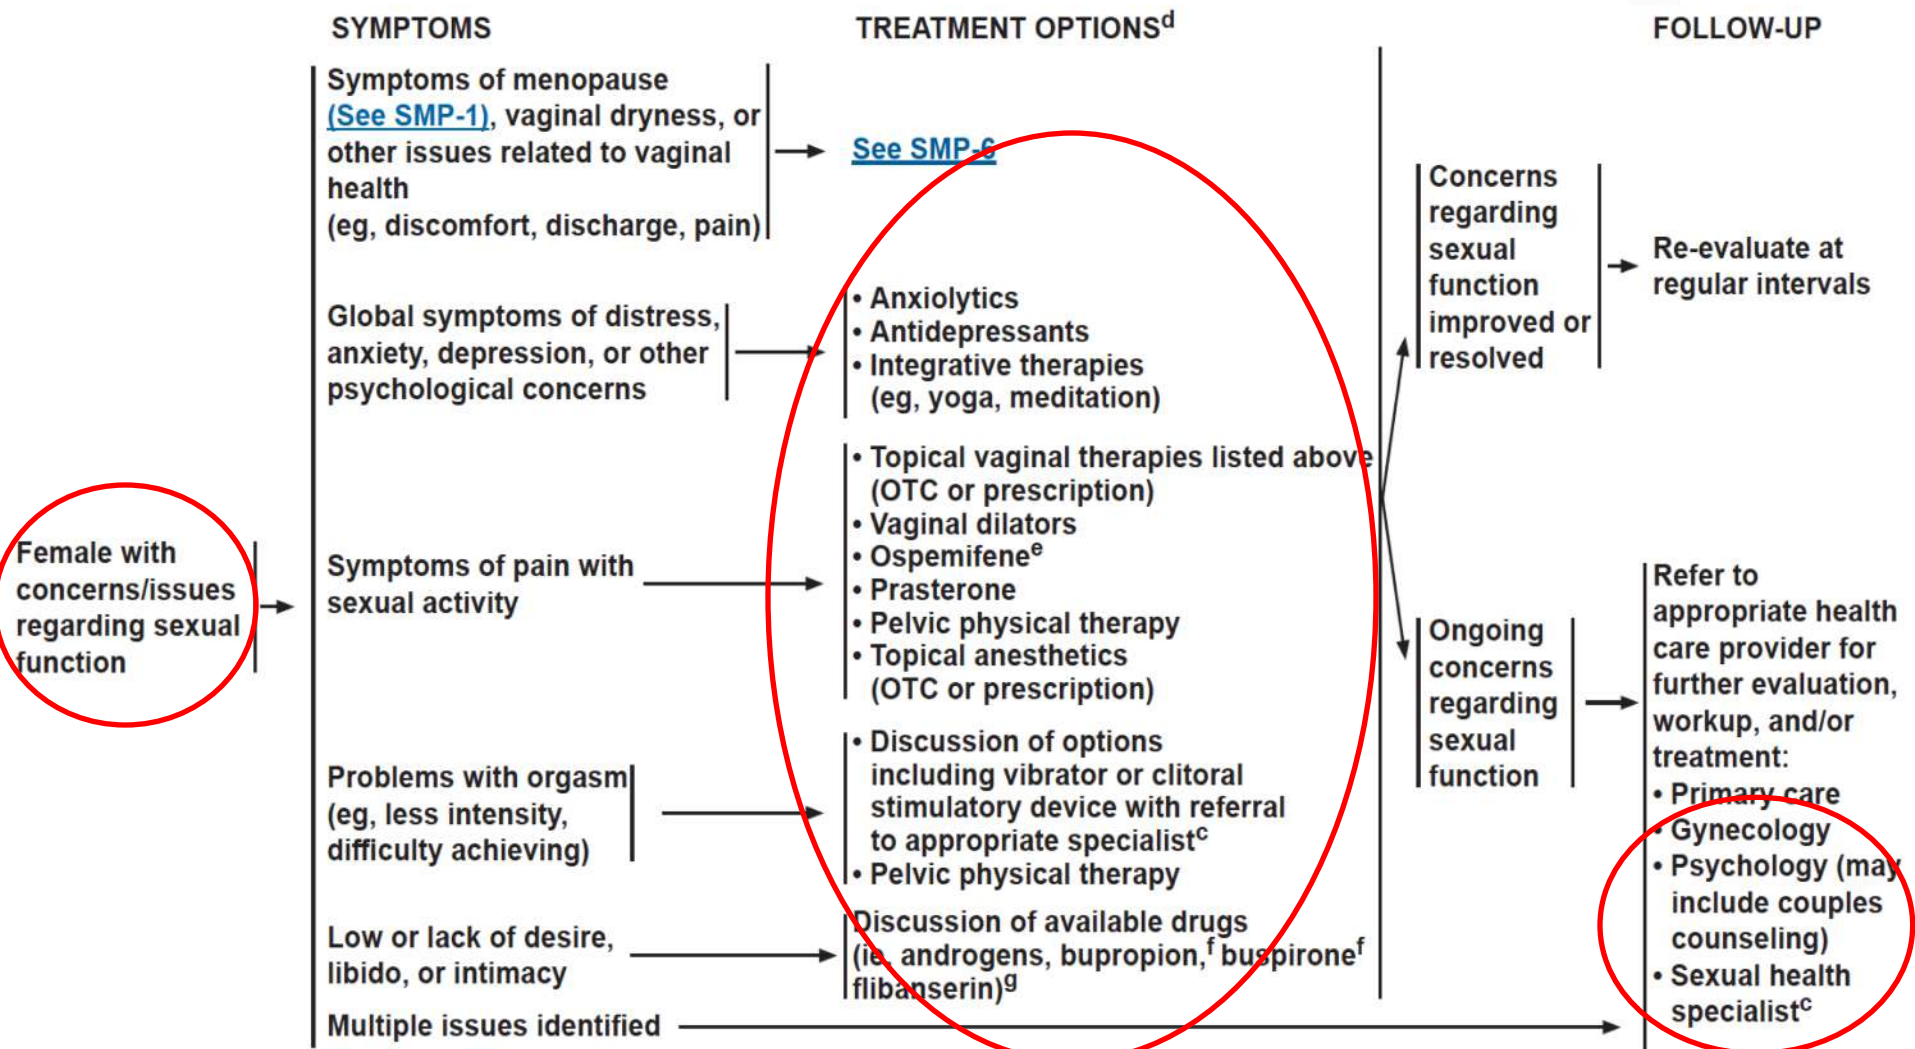 SYMPTOMS
TREATMENT OPTIONSd
FOLLOW-UP
Female with
concerns/issues
regarding sexual
function
Symptoms of menopause
(See SMP-1), vaginal dryness, or
other issues related to vaginal
health
(eg, discomfort, discharge, pain)
See SMP-6
Global symptoms of distress,
anxiety, depression, or other
psychological concerns
• Anxiolytics
• Antidepressants
• Integrative therapies
(eg, yoga, meditation)
Symptoms of pain with
sexual activity
• Topical vaginal therapies listed above
(OTC or prescription)
• Vaginal dilators
• Ospemifenee
• Prasterone
• Pelvic physical therapy
• Topical anesthetics
(OTC or prescription)
Problems with orgasm
(eg, less intensity,
difficulty achieving)
• Discussion of options
including vibrator or clitoral
stimulatory device with referral
to appropriate specialistc
• Pelvic physical therapy
Low or lack of desire,
libido, or intimacy
Discussion of available drugs
(ie, androgens, bupropion,f buspironef
flibanserin)g
Multiple issues identified
Concerns
regarding
sexual
function
improved or
resolved
Re-evaluate at
regular intervals
Ongoing
concerns
regarding
sexual
function
Refer to
appropriate health
care provider for
further evaluation,
workup, and/or
treatment:
• Primary care
• Gynecology
• Psychology (may
include couples
counseling)
• Sexual health
specialistc